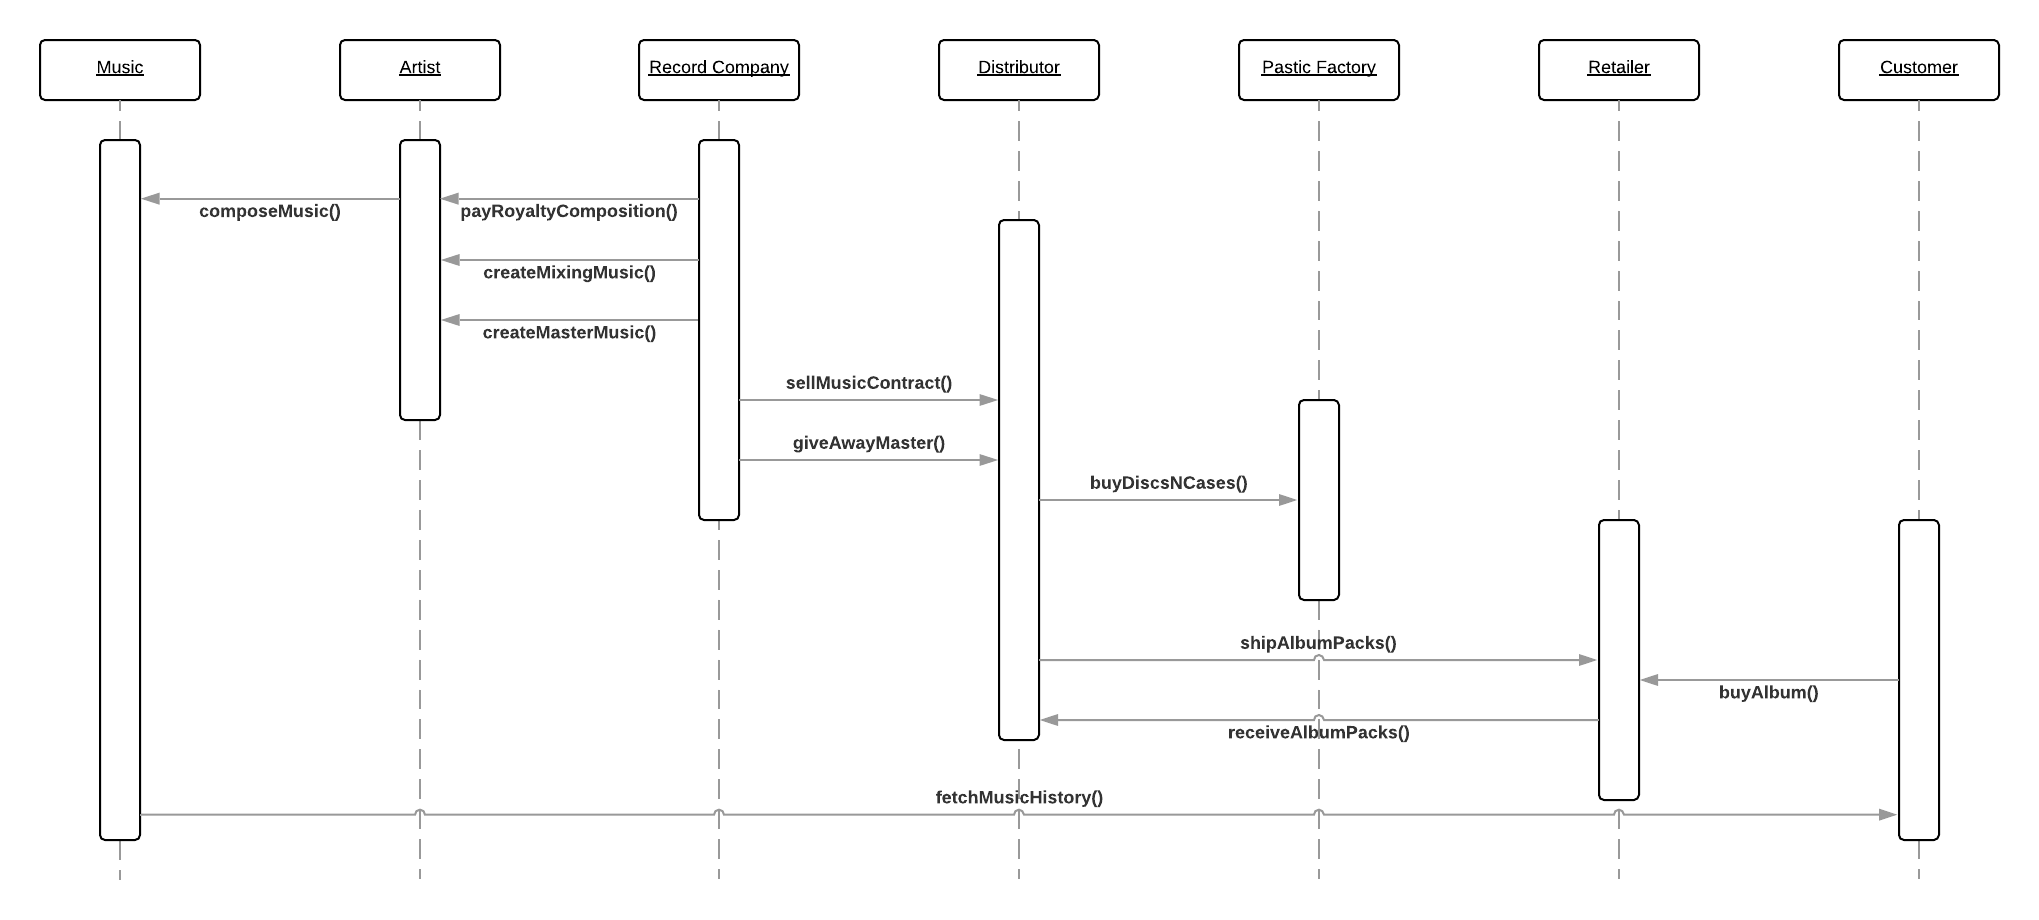 Music
Artist
Record Company
Distributor
Pastic Factory
Retailer
Customer
composeMusic()
payRoyaltyComposition()
createMixingMusic()
createMasterMusic()
sellMusicContract()
giveAwayMaster()
buyDiscsNCases()
shipAlbumPacks()
buyAlbum()
receiveAlbumPacks()
fetchMusicHistory()